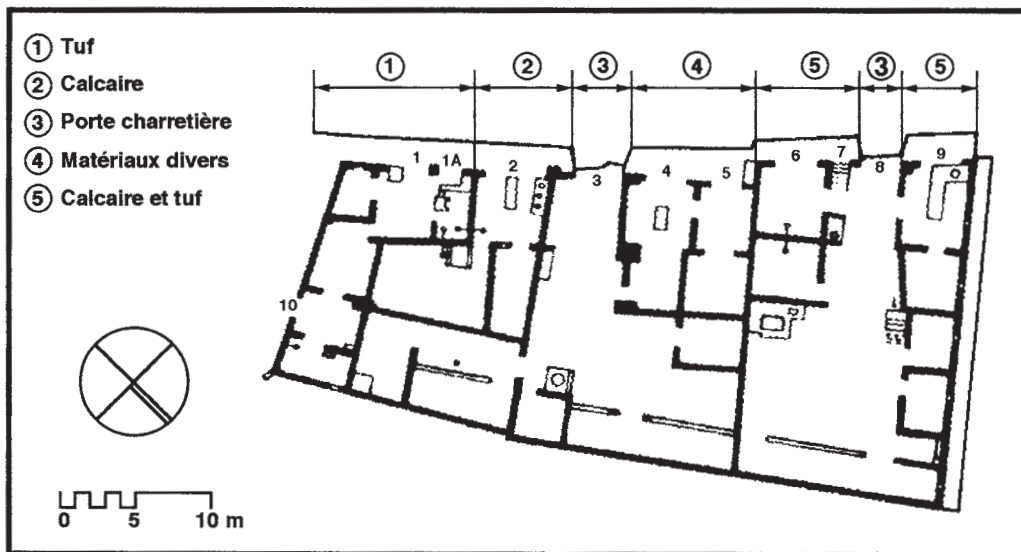 ① Tuf
② Calcaire
③ Porte charretière
④ Matériaux divers
⑤ Calcaire et tuf
① ② ③ ④ ⑤ ③ ⑤
1 1A 2 3 4 5 6 7 8 9
10
0 5 10 m